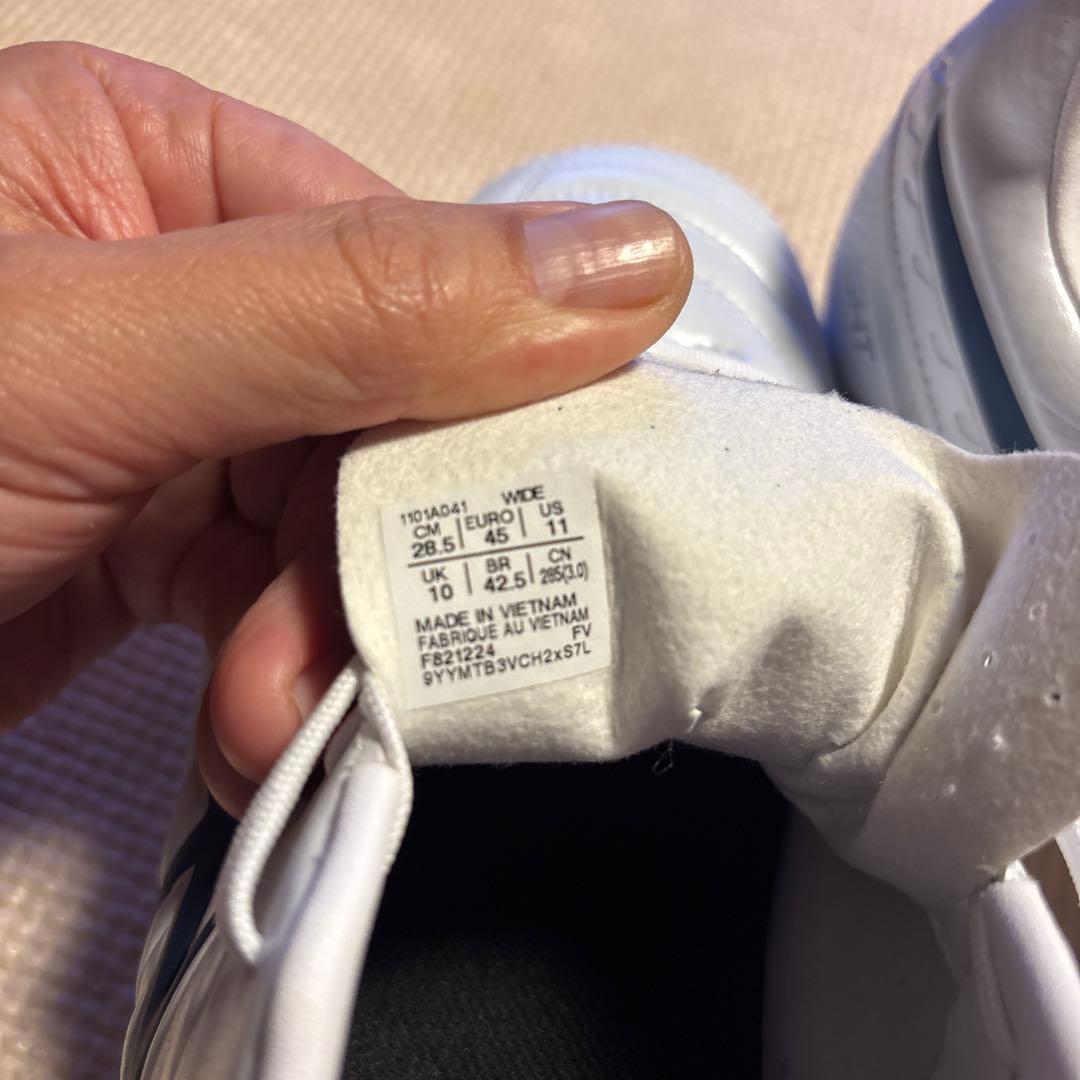 1101A041 WIDE
CM EURO US
28.5 45 11
UK BR CN
10 42.5 285(3.0)
MADE IN VIETNAM
FABRIQUE AU VIETNAM
F821224 FV
9YYMTB3VCH2xS7L